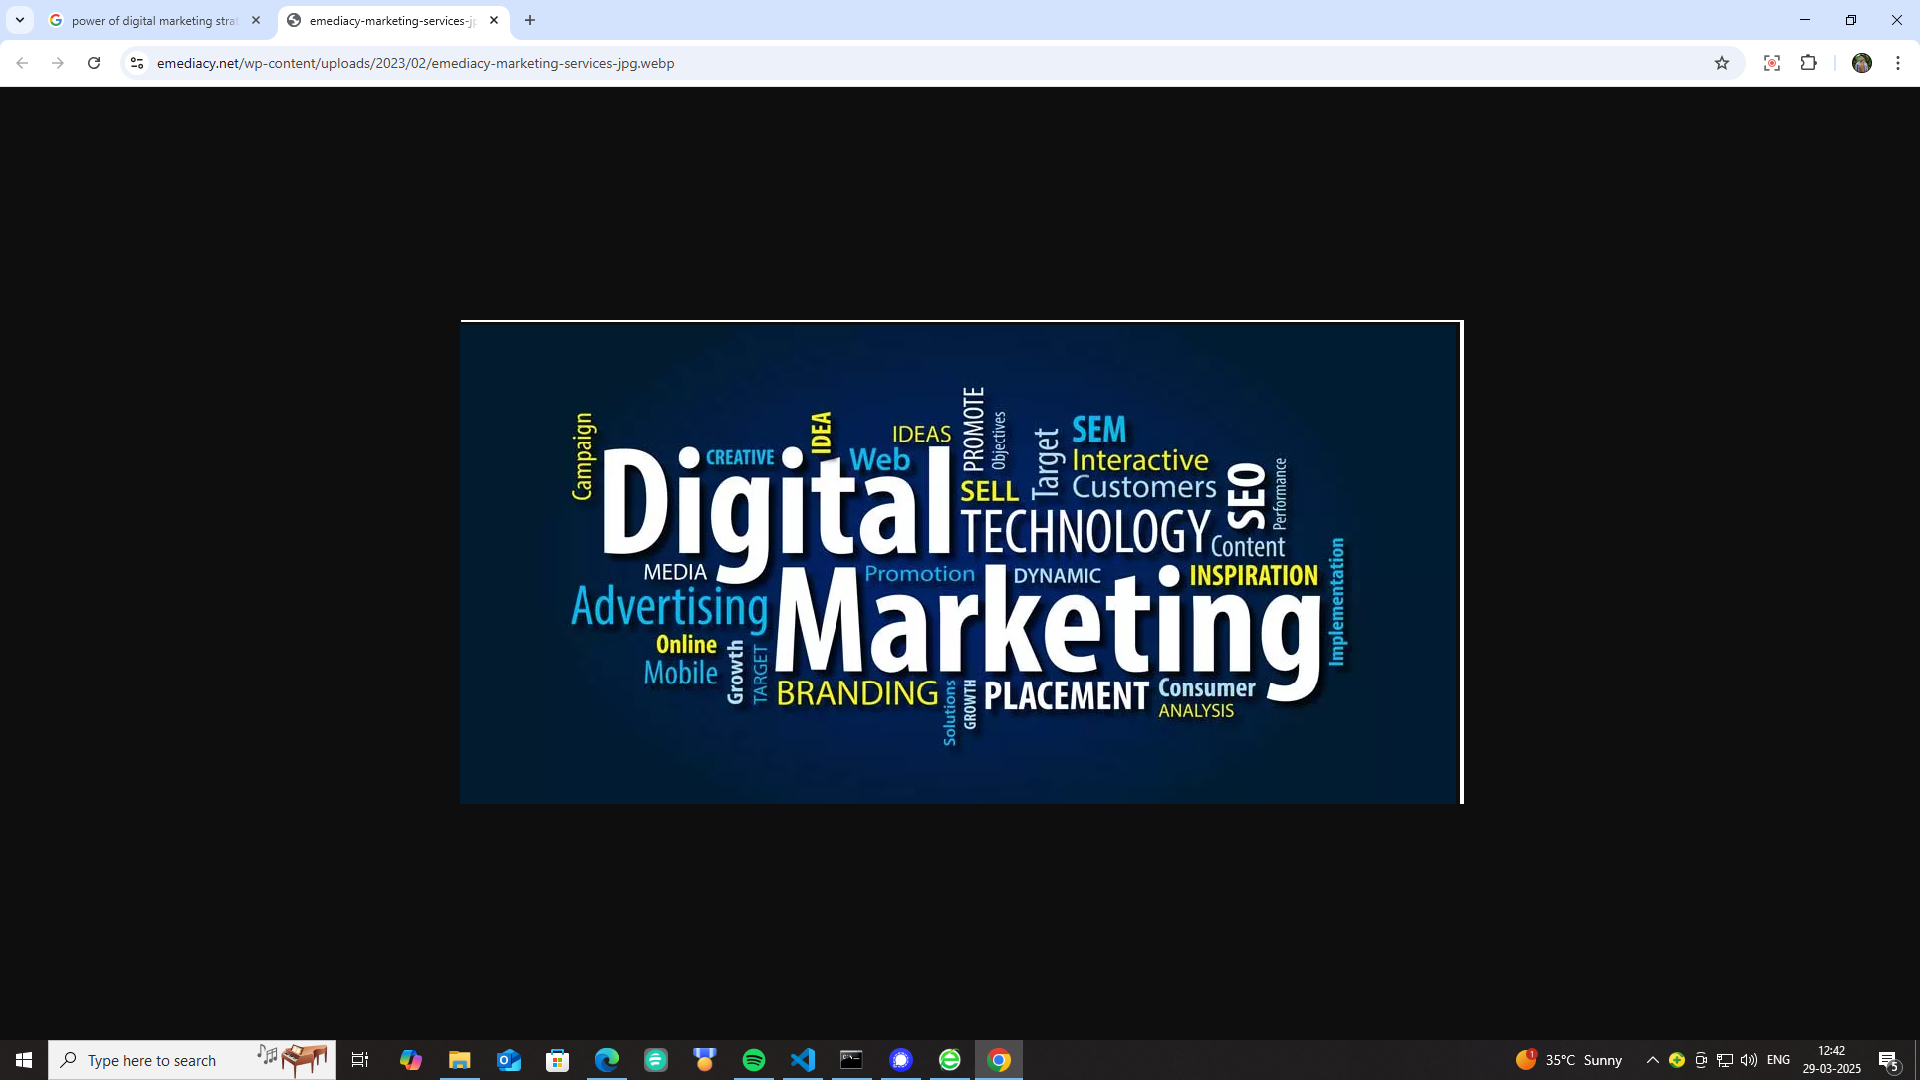 power of digital marketing strat
emediacy-marketing-services-jp
emediacy.net/wp-content/uploads/2023/02/emediacy-marketing-services-jpg.webp
Campaign
CREATIVE
IDEA
IDEAS
Web
PROMOTE
Objectives
Target
SEM
Interactive
Customers
SELL
SEO
Performance
Digital
TECHNOLOGY
Content
MEDIA
Promotion
DYNAMIC
INSPIRATION
Implementation
Advertising
Marketing
Online
Mobile
Growth
TARGET
BRANDING
Solutions
GROWTH
PLACEMENT
Consumer
ANALYSIS
Type here to search
1
35°C Sunny
ENG
12:42
29-03-2025
5